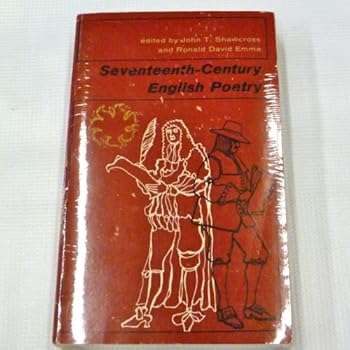 edited by John T. Shawcross
and Ronald David Emma
Seventeenth-Century
English Poetry